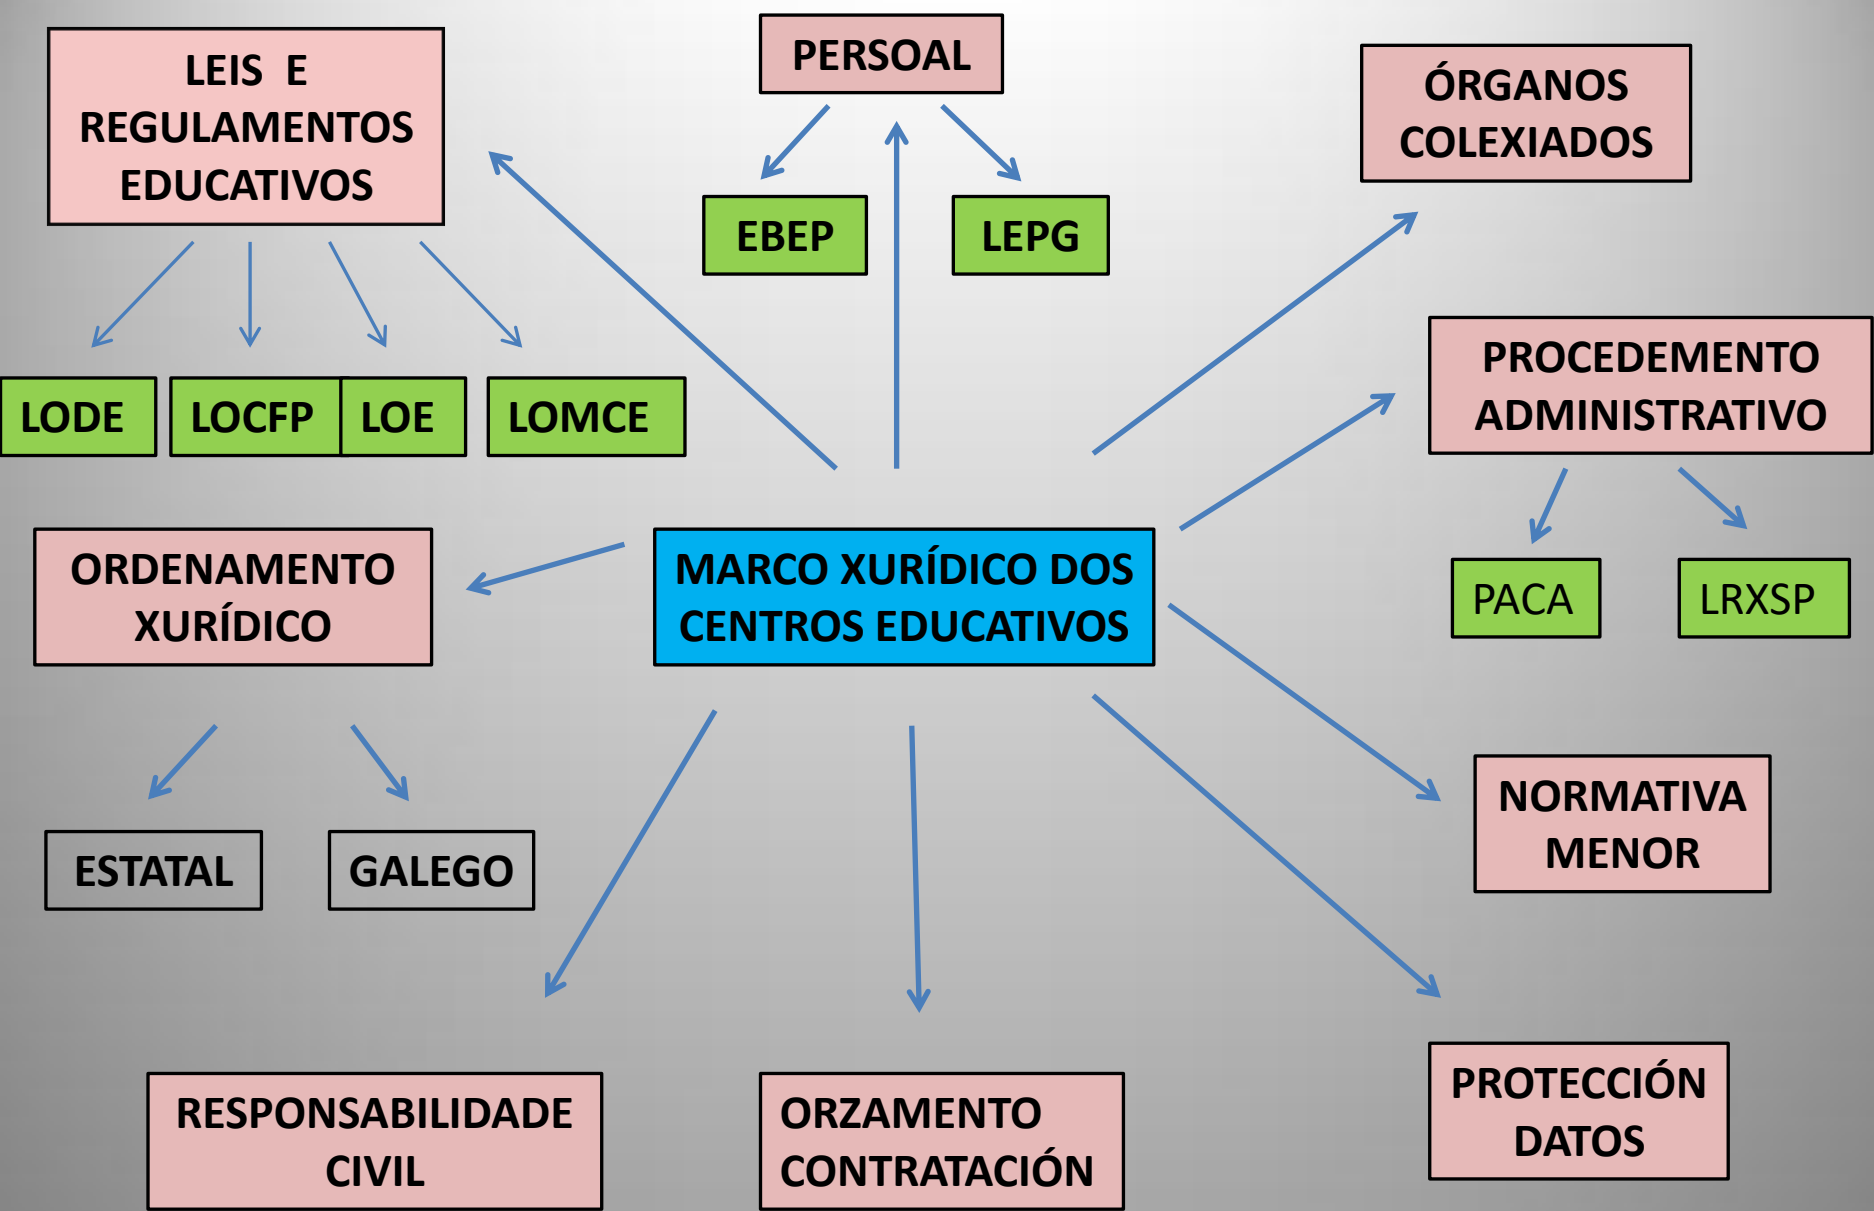 LEIS E
REGULAMENTOS
EDUCATIVOS
PERSOAL
ÓRGANOS
COLEXIADOS
EBEP
LEPG
LODE
LOCFP
LOE
LOMCE
PROCEDEMENTO
ADMINISTRATIVO
PACA
LRXSP
ORDENAMENTO
XURÍDICO
MARCO XURÍDICO DOS
CENTROS EDUCATIVOS
ESTATAL
GALEGO
NORMATIVA
MENOR
RESPONSABILIDADE
CIVIL
ORZAMENTO
CONTRATACIÓN
PROTECCIÓN
DATOS